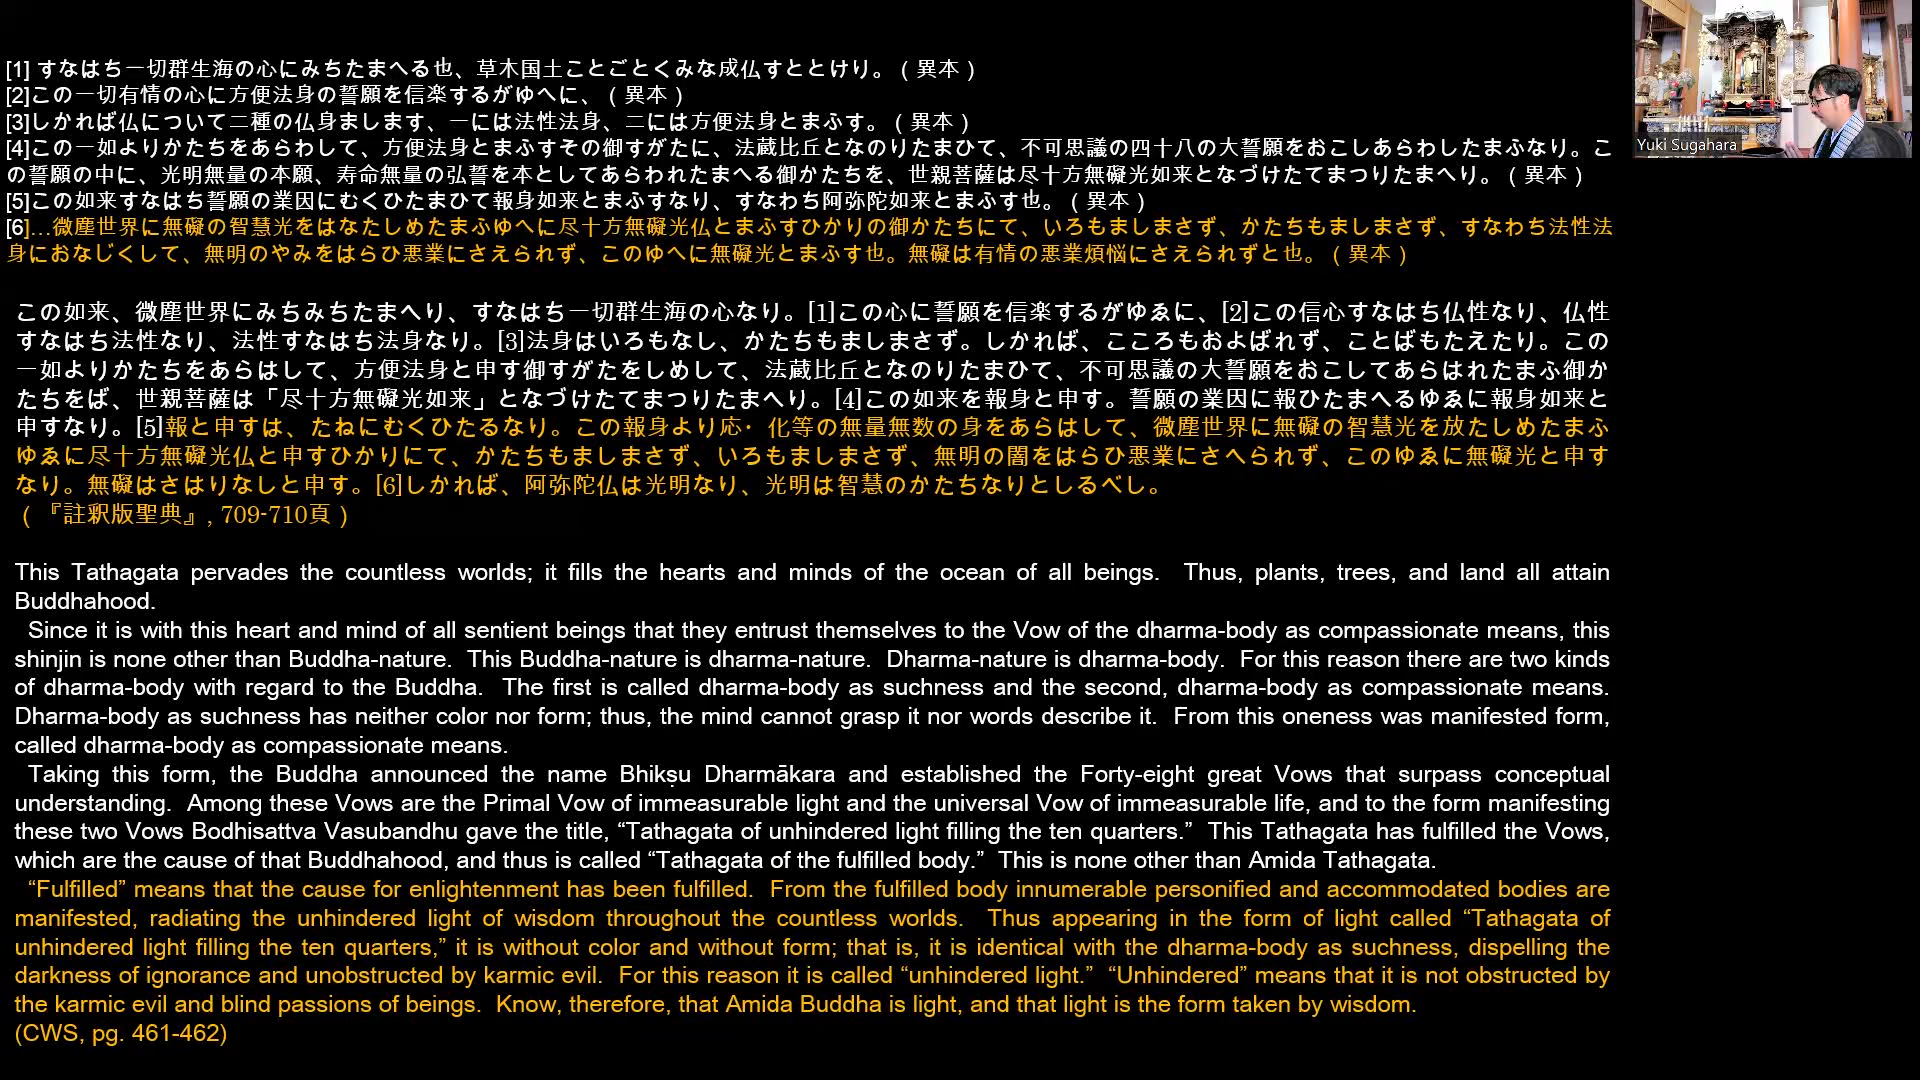 [1] すなはち一切群生海の心にみちたまへる也、草木国土ことごとくみな成仏すととけり。（異本）
[2]この一切有情の心に方便法身の誓願を信楽するがゆへに、（異本）
[3]しかれば仏について二種の仏身まします、一には法性法身、二には方便法身とまふす。（異本）
[4]この一如よりかたちをあらわして、方便法身とまふすその御すがたに、法蔵比丘となのりたまひて、不可思議の四十八の大誓願をおこしあらわしたまふなり。こ
の誓願の中に、光明無量の本願、寿命無量の弘誓を本としてあらわれたまへる御かたちを、世親菩薩は尽十方無礙光如来となづけたてまつりたまへり。（異本）
[5]この如来すなはち誓願の業因にむくひたまひて報身如来とまふすなり、すなわち阿弥陀如来とまふす也。（異本）
[6]…微塵世界に無礙の智慧光をはなたしめたまふゆへに尽十方無礙光仏とまふすひかりの御かたちにて、いろもましまさず、かたちもましまさず、すなわち法性法
身におなじくして、無明のやみをはらひ悪業にさえられず、このゆへに無礙光とまふす也。無礙は有情の悪業煩悩にさえられずと也。（異本）
この如来、微塵世界にみちみちたまへり、すなはち一切群生海の心なり。[1]この心に誓願を信楽するがゆゑに、[2]この信心すなはち仏性なり、仏性
すなはち法性なり、法性すなはち法身なり。[3]法身はいろもなし、かたちもましまさず。しかれば、こころもおよばれず、ことばもたえたり。この
一如よりかたちをあらはして、方便法身と申す御すがたをしめして、法蔵比丘となのりたまひて、不可思議の大誓願をおこしてあらはれたまふ御か
たちをば、世親菩薩は「尽十方無礙光如来」となづけたてまつりたまへり。[4]この如来を報身と申す。誓願の業因に報ひたまへるゆゑに報身如来と
申すなり。[5]報と申すは、たねにむくひたるなり。この報身より応・化等の無量無数の身をあらはして、微塵世界に無礙の智慧光を放たしめたまふ
ゆゑに尽十方無礙光仏と申すひかりにて、かたちもましまさず、いろもましまさず、無明の闇をはらひ悪業にさへられず、このゆゑに無礙光と申す
なり。無礙はさはりなしと申す。[6]しかれば、阿弥陀仏は光明なり、光明は智慧のかたちなりとしるべし。
（『註釈版聖典』, 709-710頁）
This Tathagata pervades the countless worlds; it fills the hearts and minds of the ocean of all beings. Thus, plants, trees, and land all attain
Buddhahood.
Since it is with this heart and mind of all sentient beings that they entrust themselves to the Vow of the dharma-body as compassionate means, this
shinjin is none other than Buddha-nature. This Buddha-nature is dharma-nature. Dharma-nature is dharma-body. For this reason there are two kinds
of dharma-body with regard to the Buddha. The first is called dharma-body as suchness and the second, dharma-body as compassionate means.
Dharma-body as suchness has neither color nor form; thus, the mind cannot grasp it nor words describe it. From this oneness was manifested form,
called dharma-body as compassionate means.
Taking this form, the Buddha announced the name Bhikṣu Dharmākara and established the Forty-eight great Vows that surpass conceptual
understanding. Among these Vows are the Primal Vow of immeasurable light and the universal Vow of immeasurable life, and to the form manifesting
these two Vows Bodhisattva Vasubandhu gave the title, “Tathagata of unhindered light filling the ten quarters.” This Tathagata has fulfilled the Vows,
which are the cause of that Buddhahood, and thus is called “Tathagata of the fulfilled body.” This is none other than Amida Tathagata.
“Fulfilled” means that the cause for enlightenment has been fulfilled. From the fulfilled body innumerable personified and accommodated bodies are
manifested, radiating the unhindered light of wisdom throughout the countless worlds. Thus appearing in the form of light called “Tathagata of
unhindered light filling the ten quarters,” it is without color and without form; that is, it is identical with the dharma-body as suchness, dispelling the
darkness of ignorance and unobstructed by karmic evil. For this reason it is called “unhindered light.” “Unhindered” means that it is not obstructed by
the karmic evil and blind passions of beings. Know, therefore, that Amida Buddha is light, and that light is the form taken by wisdom.
(CWS, pg. 461-462)
Yuki Sugahara